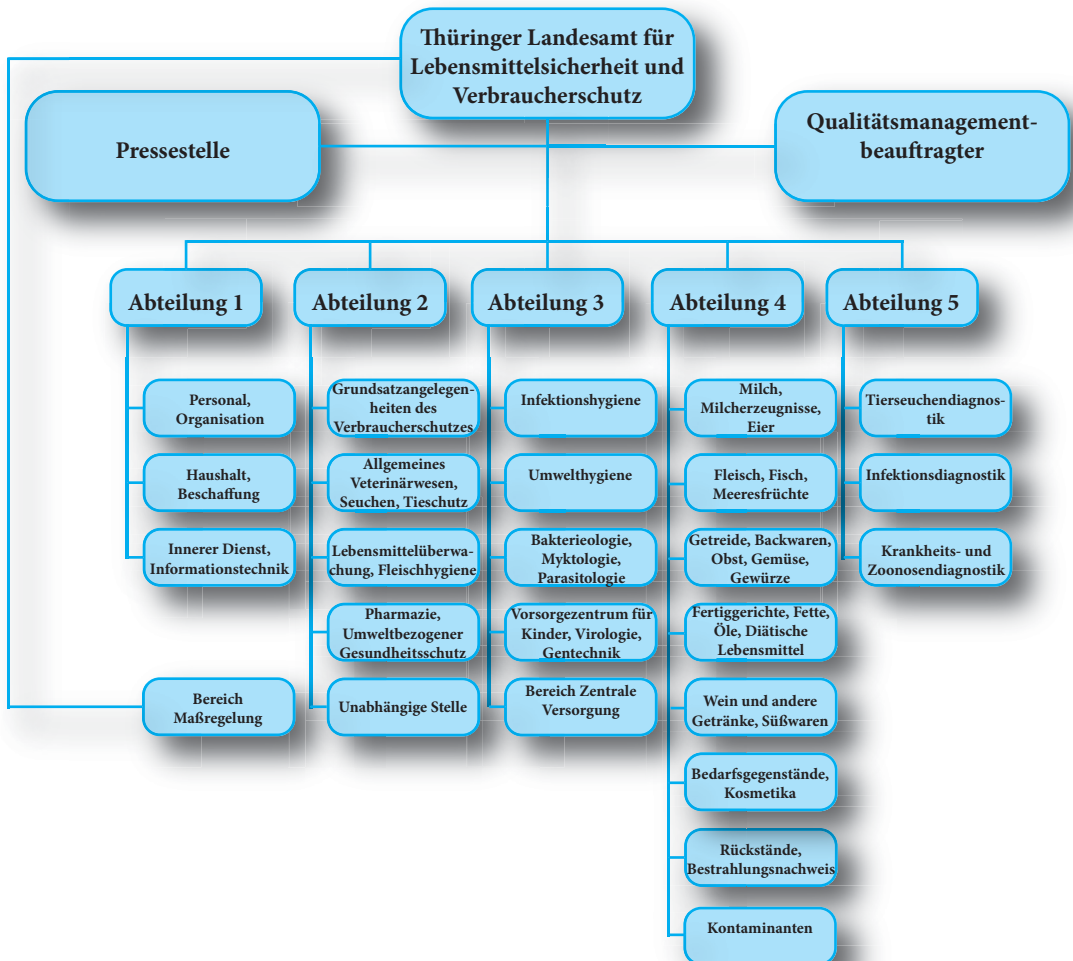 Thüringer Landesamt für
Lebensmittelsicherheit und
Verbraucherschutz
Pressestelle
Qualitätsmanagement-
beauftragter
Abteilung 1
Abteilung 2
Abteilung 3
Abteilung 4
Abteilung 5
Personal,
Organisation
Haushalt,
Beschaffung
Innerer Dienst,
Informationstechnik
Bereich
Maßregelung
Grundsatzangelegen-
heiten des
Verbraucherschutzes
Allgemeines
Veterinärwesen,
Seuchen, Tieschutz
Lebensmittelüberwa-
chung, Fleischhygiene
Pharmazie,
Umweltbezogener
Gesundheitsschutz
Unabhängige Stelle
Infektionshygiene
Umwelthygiene
Bakterieologie,
Myktologie,
Parasitologie
Vorsorgezentrum für
Kinder, Virologie,
Gentechnik
Bereich Zentrale
Versorgung
Milch,
Milcherzeugnisse,
Eier
Fleisch, Fisch,
Meeresfrüchte
Getreide, Backwaren,
Obst, Gemüse,
Gewürze
Fertiggerichte, Fette,
Öle, Diätische
Lebensmittel
Wein und andere
Getränke, Süßwaren
Bedarfsgegenstände,
Kosmetika
Rückstände,
Bestrahlungsnachweis
Kontaminanten
Tierseuchendiagnos-
tik
Infektionsdiagnostik
Krankheits- und
Zoonosendiagnostik